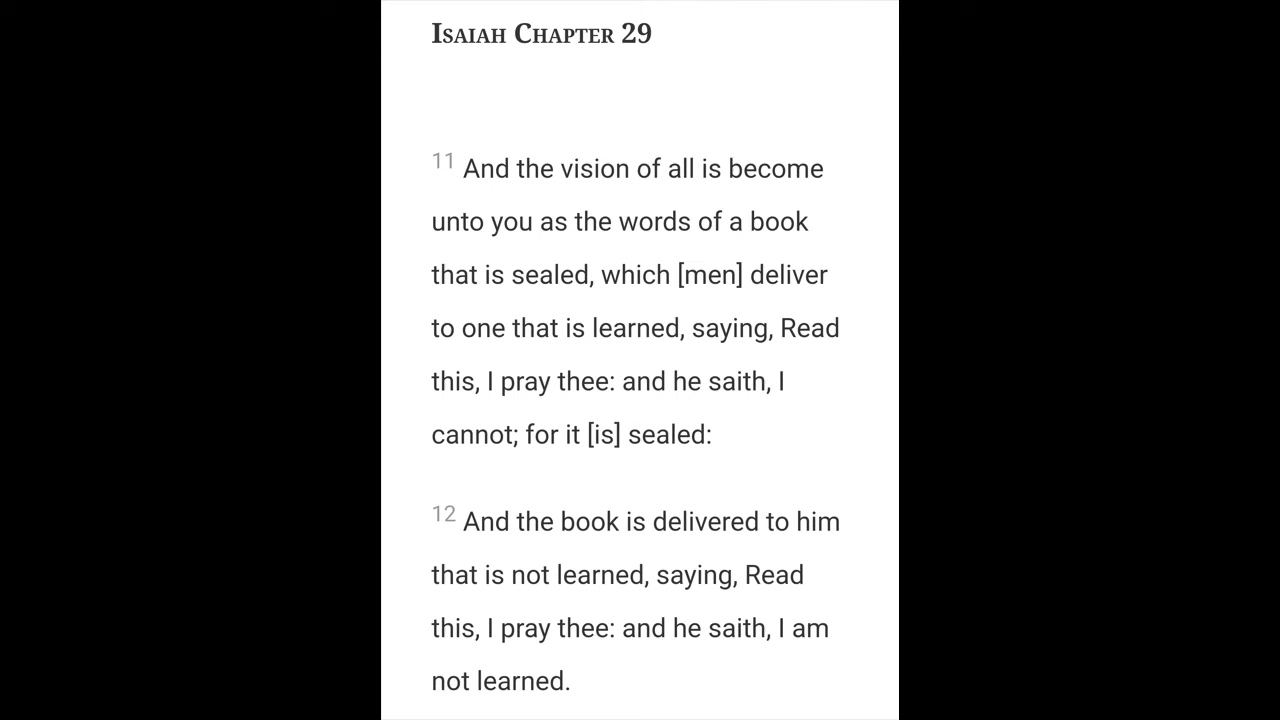 Isaiah Chapter 29
11 And the vision of all is become
unto you as the words of a book
that is sealed, which [men] deliver
to one that is learned, saying, Read
this, I pray thee: and he saith, I
cannot; for it [is] sealed:
12 And the book is delivered to him
that is not learned, saying, Read
this, I pray thee: and he saith, I am
not learned.